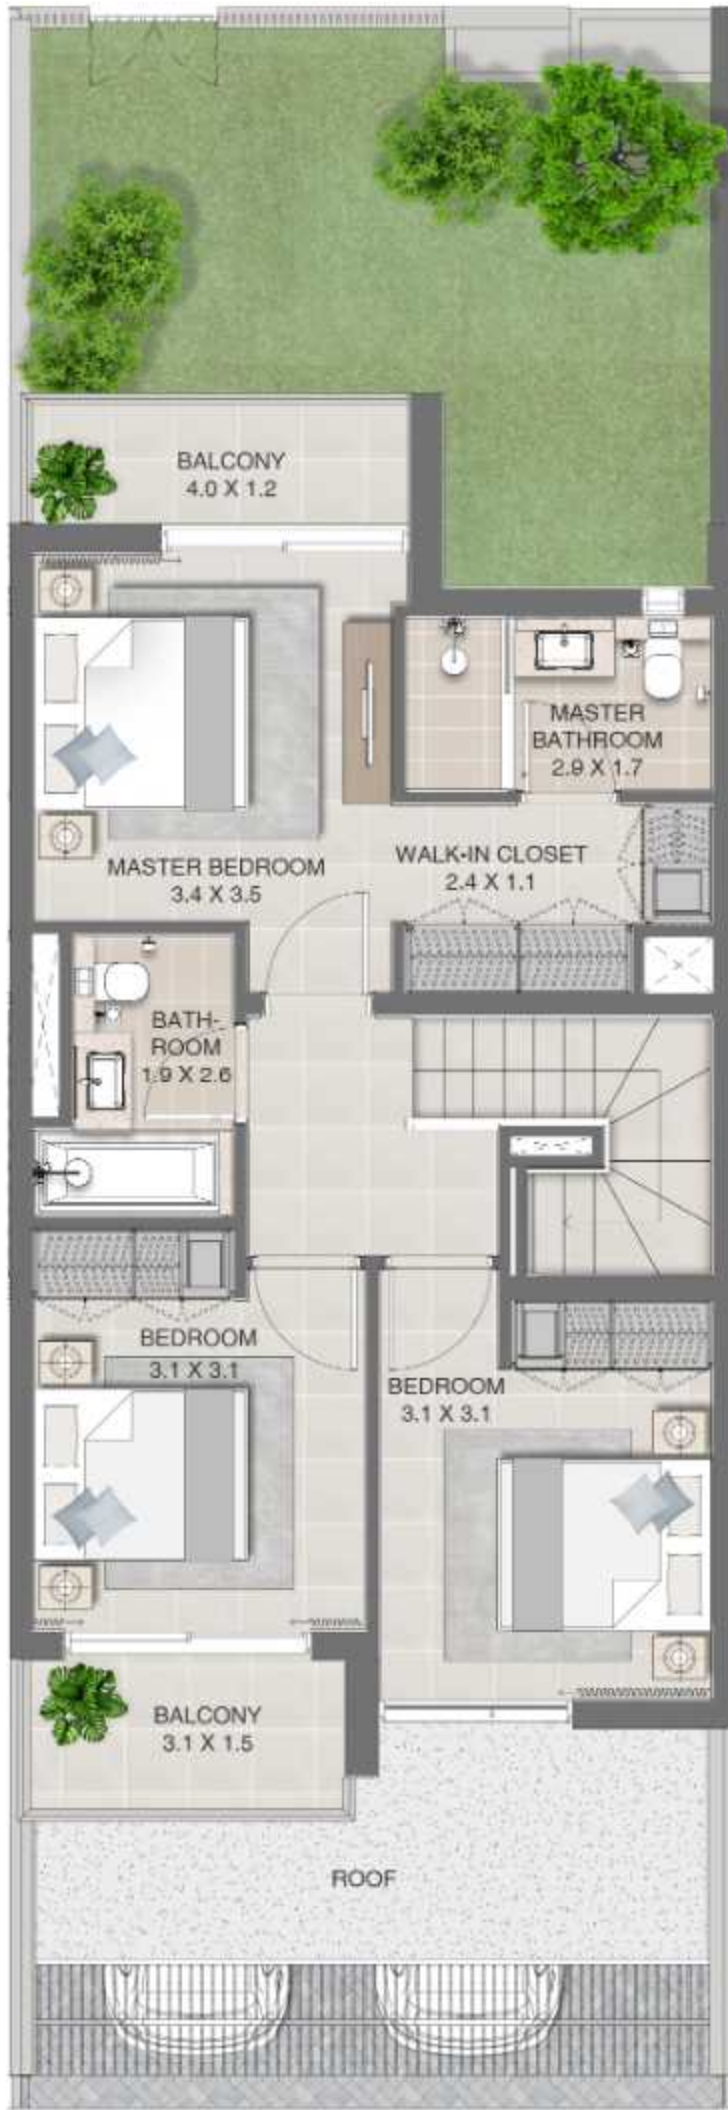 BALCONY
4.0 X 1.2
MASTER
BATHROOM
2.9 X 1.7
MASTER BEDROOM
3.4 X 3.5
WALK-IN CLOSET
2.4 X 1.1
BATH-
ROOM
1.9 X 2.6
BEDROOM
3.1 X 3.1
BEDROOM
3.1 X 3.1
BALCONY
3.1 X 1.5
ROOF